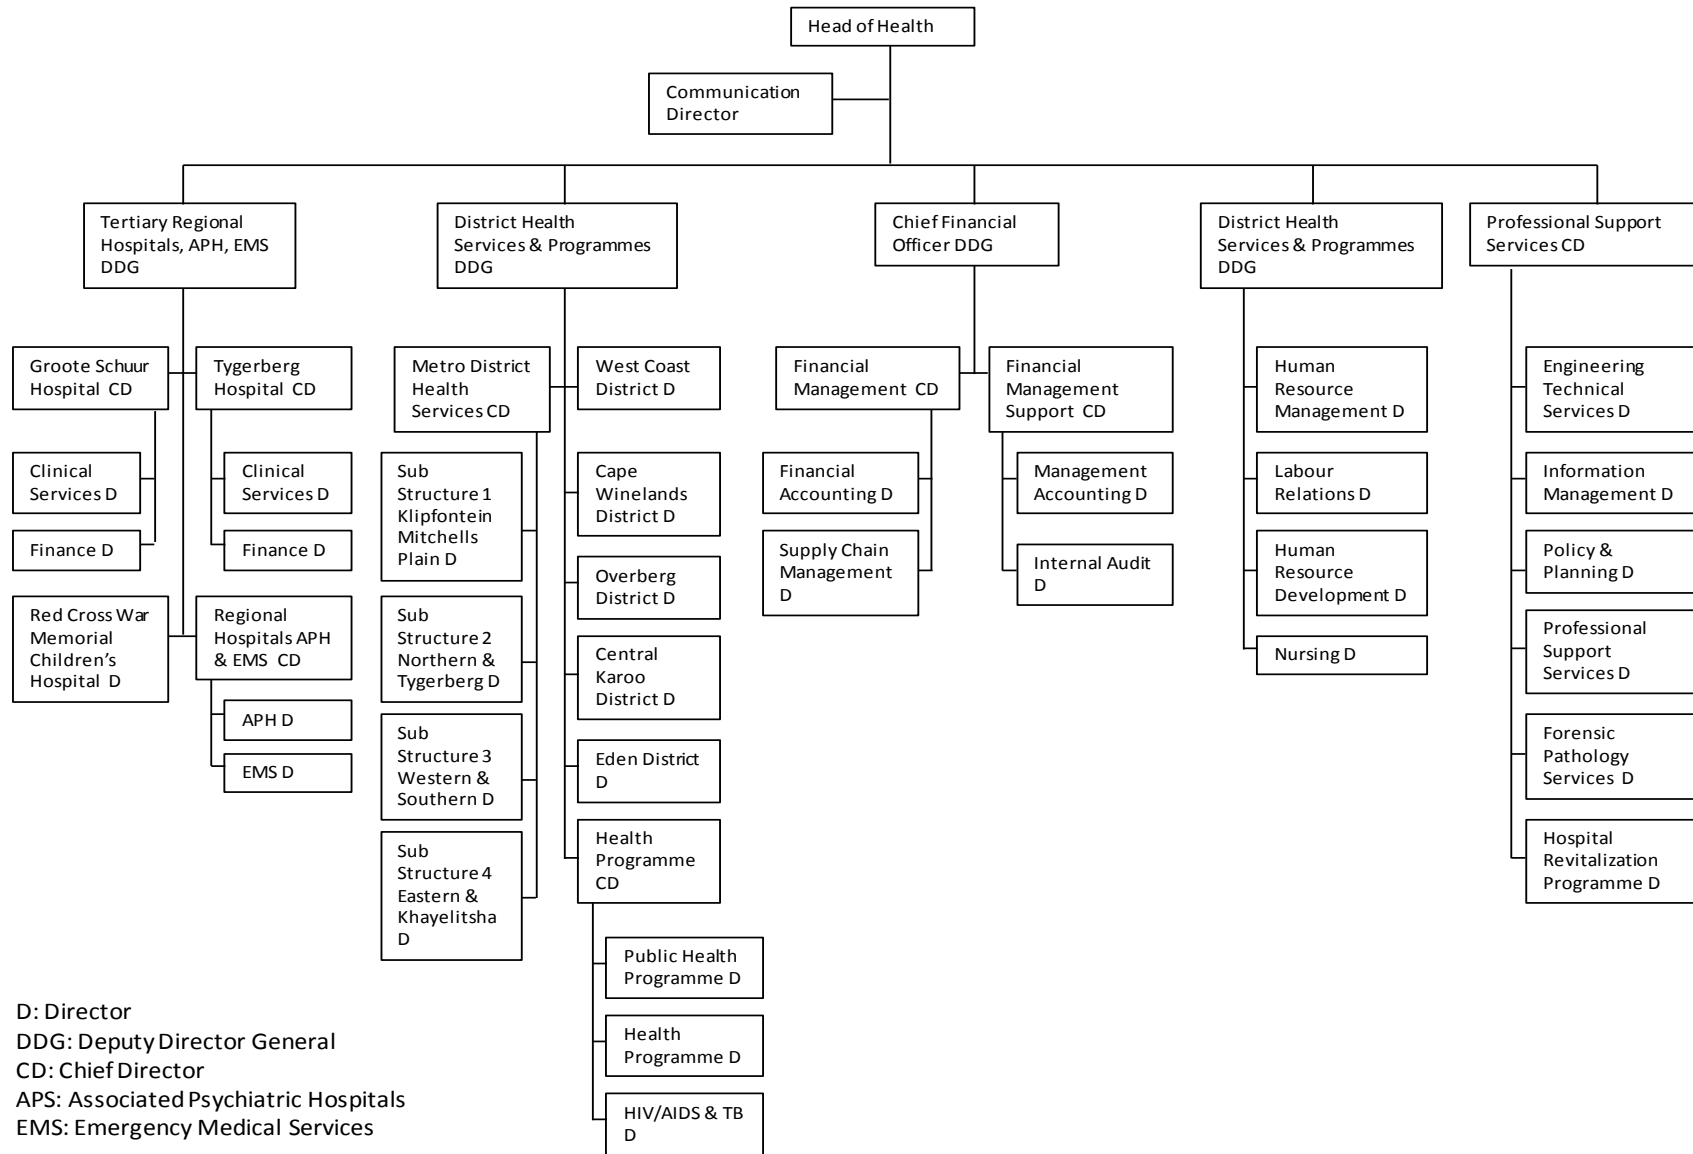 Head of Health
Communication
Director
Tertiary Regional
Hospitals, APH, EMS
DDG
District Health
Services & Programmes
DDG
Chief Financial
Officer DDG
District Health
Services & Programmes
DDG
Professional Support
Services CD
Groote Schuur
Hospital CD
Tygerberg
Hospital CD
Clinical
Services D
Finance D
Clinical
Services D
Finance D
Red Cross War
Memorial
Children’s
Hospital D
Regional
Hospitals APH
& EMS CD
APH D
EMS D
Metro District
Health
Services CD
Sub
Structure 1
Klipfontein
Mitchells
Plain D
Sub
Structure 2
Northern &
Tygerberg D
Sub
Structure 3
Western &
Southern D
Sub
Structure 4
Eastern &
Khayelitsha
D
West Coast
District D
Cape
Winelands
District D
Overberg
District D
Central
Karoo
District D
Eden District
D
Health
Programme
CD
Public Health
Programme D
Health
Programme D
HIV/AIDS & TB
D
Financial
Management CD
Financial
Accounting D
Supply Chain
Management
D
Financial
Management
Support CD
Management
Accounting D
Internal Audit
D
Human
Resource
Management D
Labour
Relations D
Human
Resource
Development D
Nursing D
Engineering
Technical
Services D
Information
Management D
Policy &
Planning D
Professional
Support
Services D
Forensic
Pathology
Services D
Hospital
Revitalization
Programme D
D: Director
DDG: Deputy Director General
CD: Chief Director
APS: Associated Psychiatric Hospitals
EMS: Emergency Medical Services